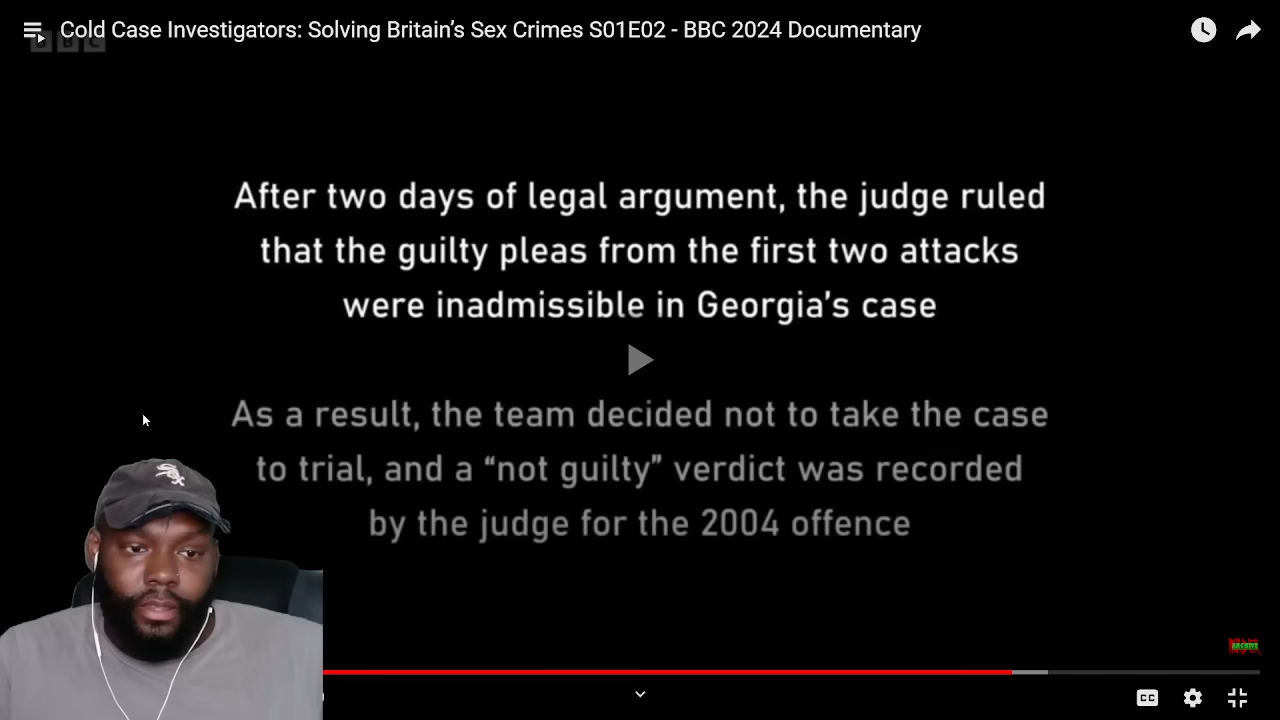 Cold Case Investigators: Solving Britain’s Sex Crimes S01E02 - BBC 2024 Documentary
BBC
After two days of legal argument, the judge ruled
that the guilty pleas from the first two attacks
were inadmissible in Georgia’s case
As a result, the team decided not to take the case
to trial, and a “not guilty” verdict was recorded
by the judge for the 2004 offence
ARCHIVE
CC